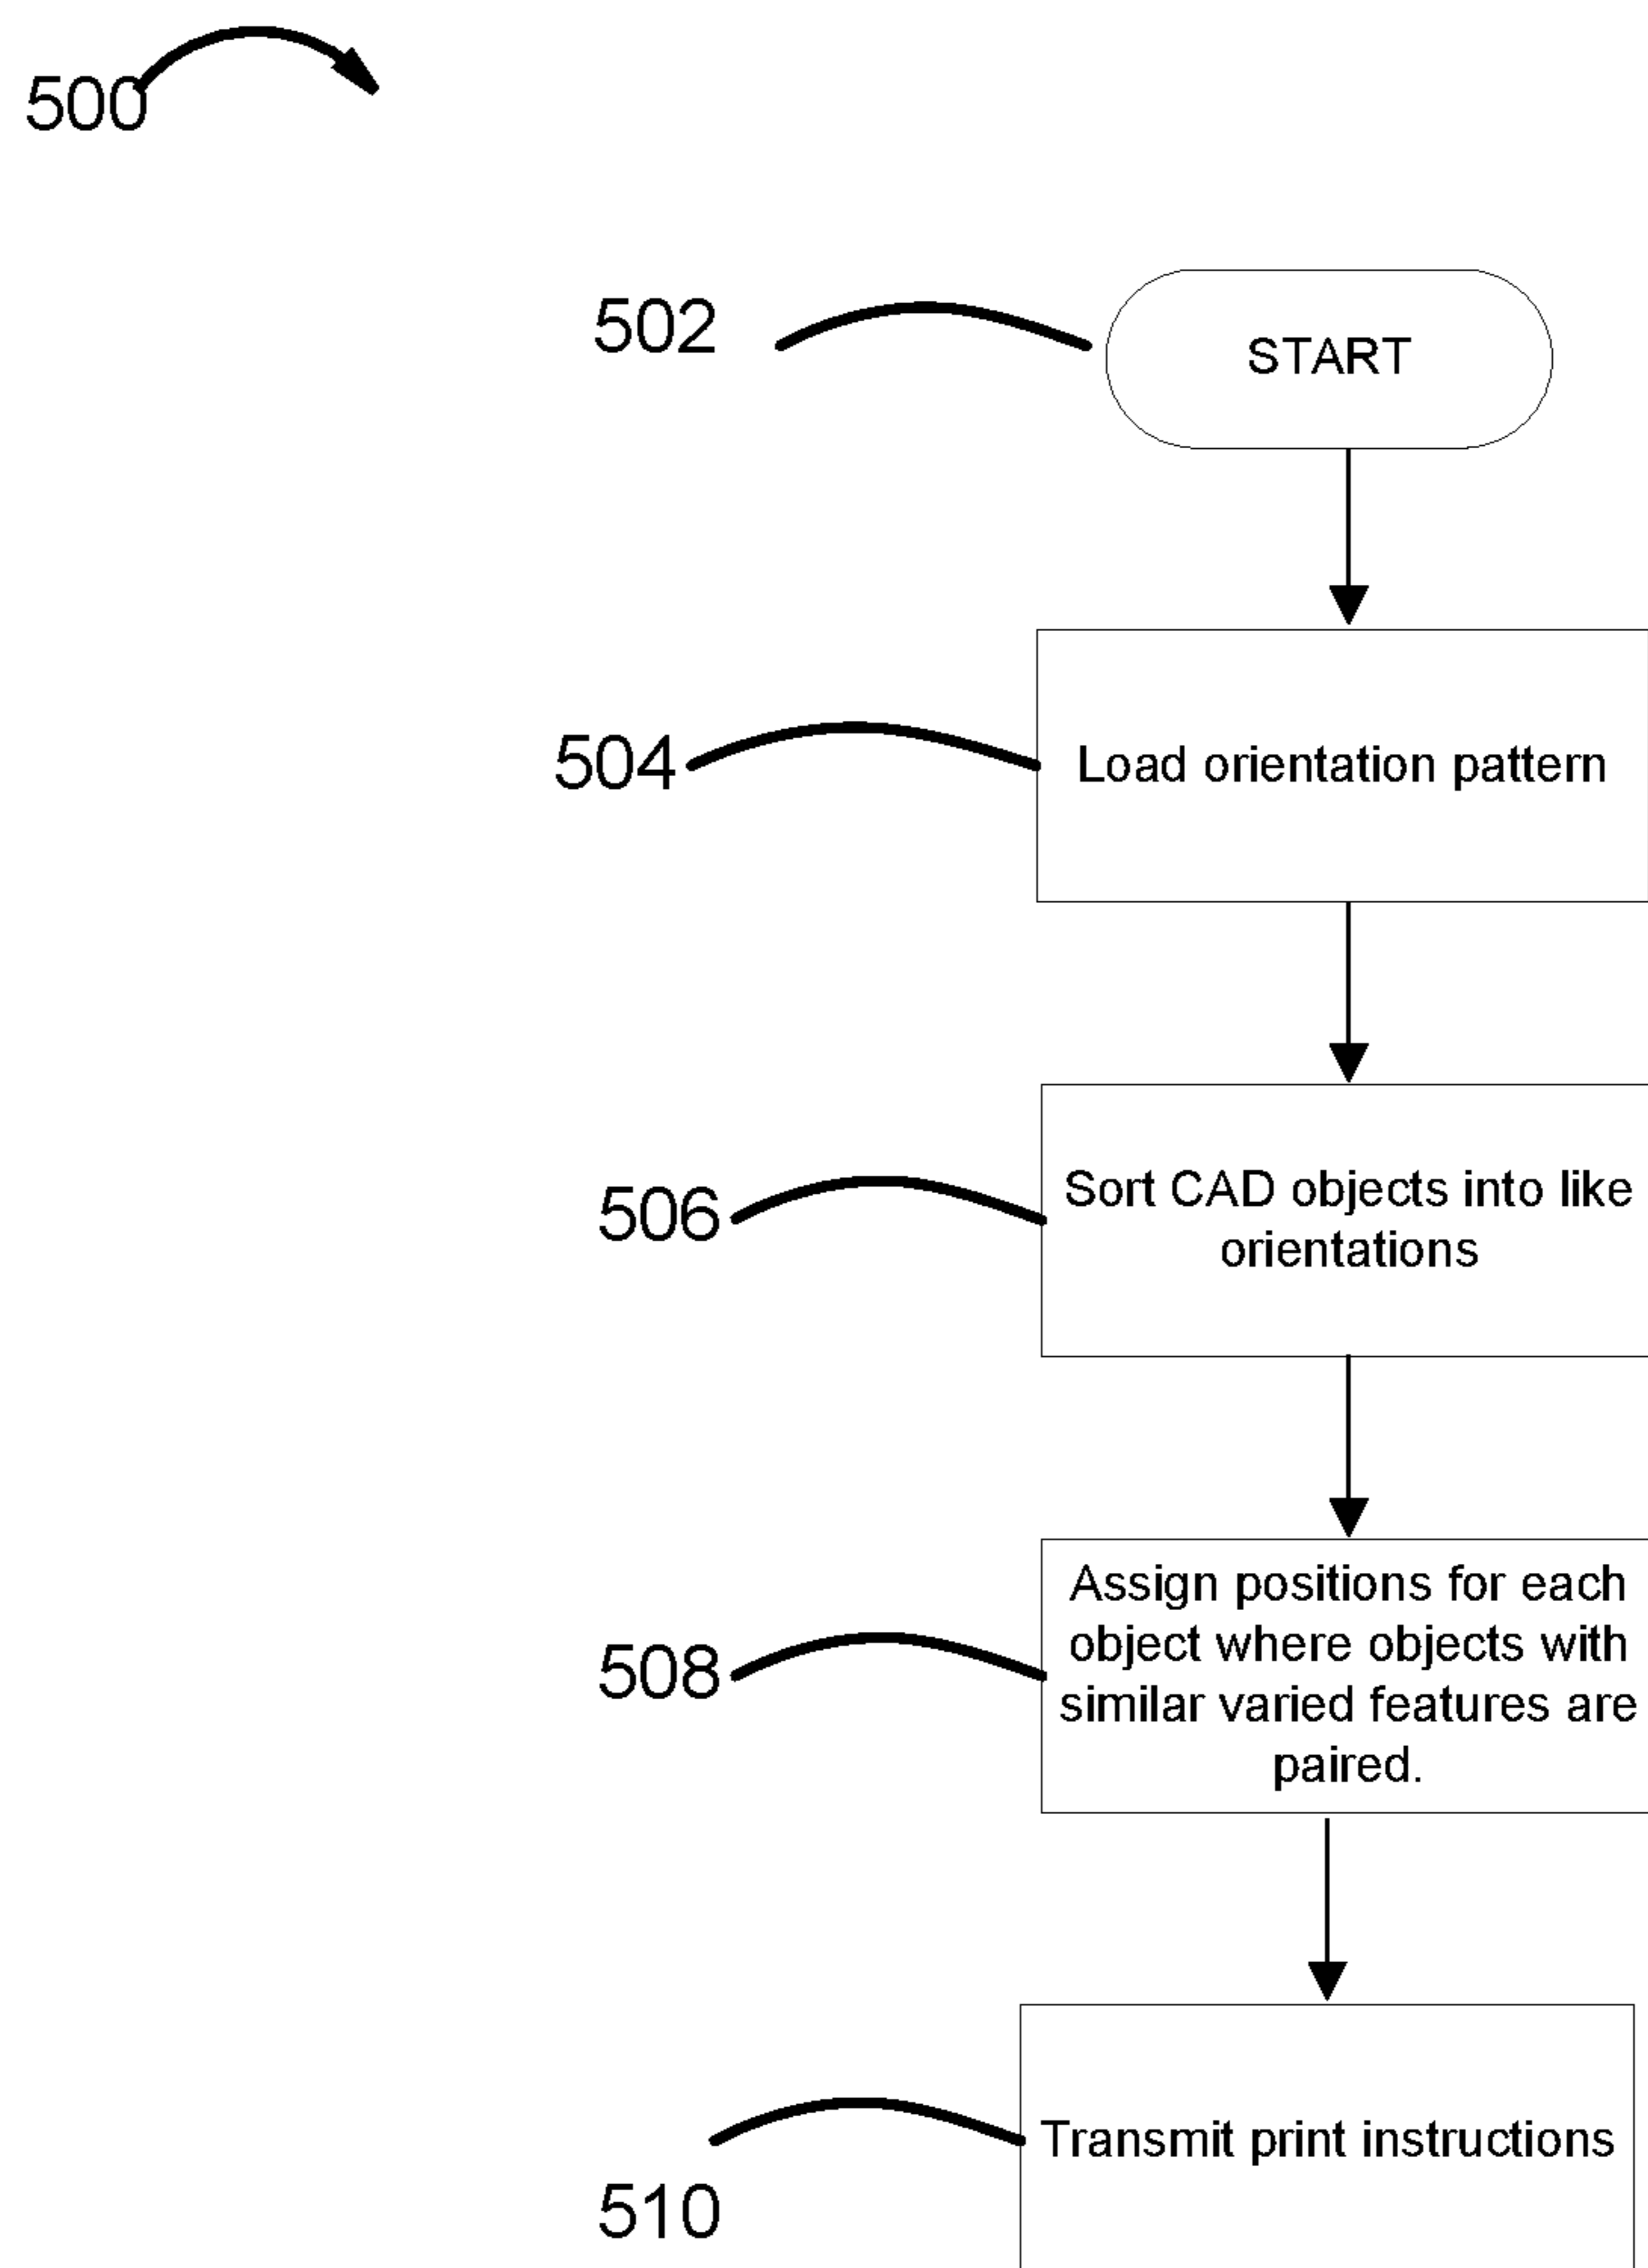 500
502
START
504
Load orientation pattern
506
Sort CAD objects into like
orientations
508
Assign positions for each
object where objects with
similar varied features are
paired.
510
Transmit print instructions